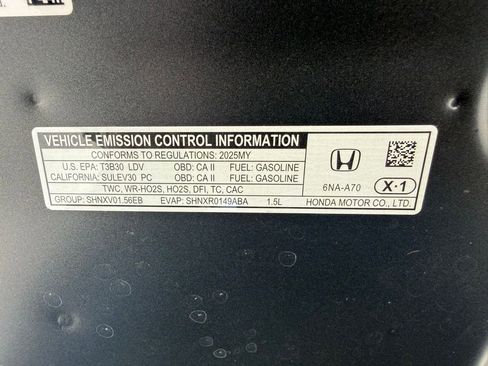 VEHICLE EMISSION CONTROL INFORMATION
CONFORMS TO REGULATIONS: 2025MY
U.S. EPA: T3B30 LDV OBD: CA II FUEL: GASOLINE
CALIFORNIA: SULEV30 PC OBD: CA II FUEL: GASOLINE
TWC, WR-HO2S, HO2S, DFI, TC, CAC
GROUP: SHNXV01.56EB EVAP: SHNXR0149ABA 1.5L
6NA-A70 X·1
HONDA MOTOR CO., LTD.